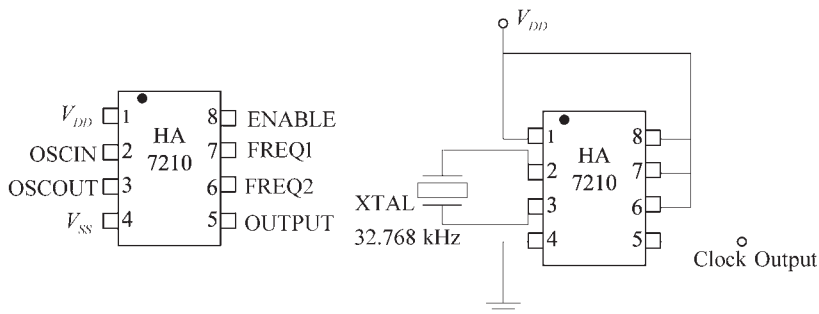 V_DD 1
OSCIN 2
OSCOUT 3
V_SS 4
HA
7210
8 ENABLE
7 FREQ1
6 FREQ2
5 OUTPUT
V_DD
1
2
3
4
HA
7210
8
7
6
5
XTAL
32.768 kHz
Clock Output